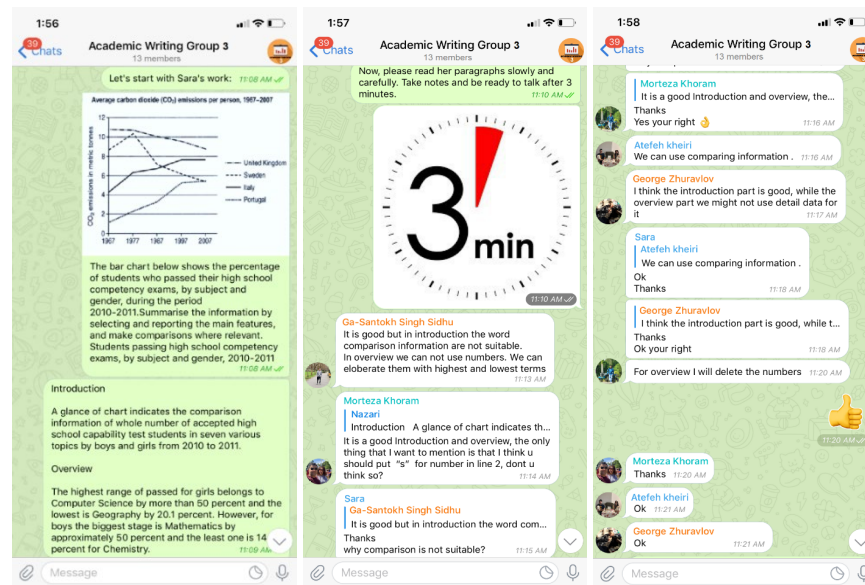 1:56
39
Chats
Academic Writing Group 3
13 members
Let's start with Sara's work: 11:08 AM
Average carbon dioxide (CO₂) emissions per person, 1967–2007
CO₂ emissions in metric tonnes
12
10
8
6
4
2
0
1967 1977 1987 1997 2007
United Kingdom
Sweden
Italy
Portugal
The bar chart below shows the percentage
of students who passed their high school
competency exams, by subject and
gender, during the period
2010-2011.Summarise the information by
selecting and reporting the main features,
and make comparisons where relevant.
Students passing high school competency
exams, by subject and gender, 2010-2011
11:08 AM
Introduction
A glance of chart indicates the comparison
information of whole number of accepted high
school capability test students in seven various
topics by boys and girls from 2010 to 2011.
Overview
The highest range of passed for girls belongs to
Computer Science by more than 50 percent and the
lowest is Geography by 20.1 percent. However, for
boys the biggest stage is Mathematics by
approximately 50 percent and the least one is 14
percent for Chemistry. 11:09 AM
Message
1:57
39
Chats
Academic Writing Group 3
13 members
Now, please read her paragraphs slowly and
carefully. Take notes and be ready to talk after 3
minutes. 11:10 AM
3 min
11:10 AM
Ga-Santokh Singh Sidhu
It is good but in introduction the word
comparison information are not suitable.
In overview we can not use numbers. We can
eloberate them with highest and lowest terms
11:13 AM
Morteza Khoram
Nazari
Introduction A glance of chart indicates th...
It is a good Introduction and overview, the only
thing that I want to mention is that I think u
should put "s" for number in line 2, dont u
think so? 11:14 AM
Sara
Ga-Santokh Singh Sidhu
It is good but in introduction the word com...
Thanks
why comparison is not suitable? 11:15 AM
Message
1:58
39
Chats
Academic Writing Group 3
13 members
Morteza Khoram
It is a good Introduction and overview, the...
Thanks
Yes your right 👌 11:16 AM
Atefeh kheiri
We can use comparing information . 11:16 AM
George Zhuravlov
I think the introduction part is good, while the
overview part we might not use detail data for
it 11:17 AM
Sara
Atefeh kheiri
We can use comparing information .
Ok
Thanks 11:18 AM
George Zhuravlov
I think the introduction part is good, while t...
Thanks
Ok your right 11:19 AM
For overview I will delete the numbers 11:20 AM
11:20 AM
Morteza Khoram
Thanks 11:20 AM
Atefeh kheiri
Ok 11:21 AM
George Zhuravlov
Ok 11:21 AM
Message